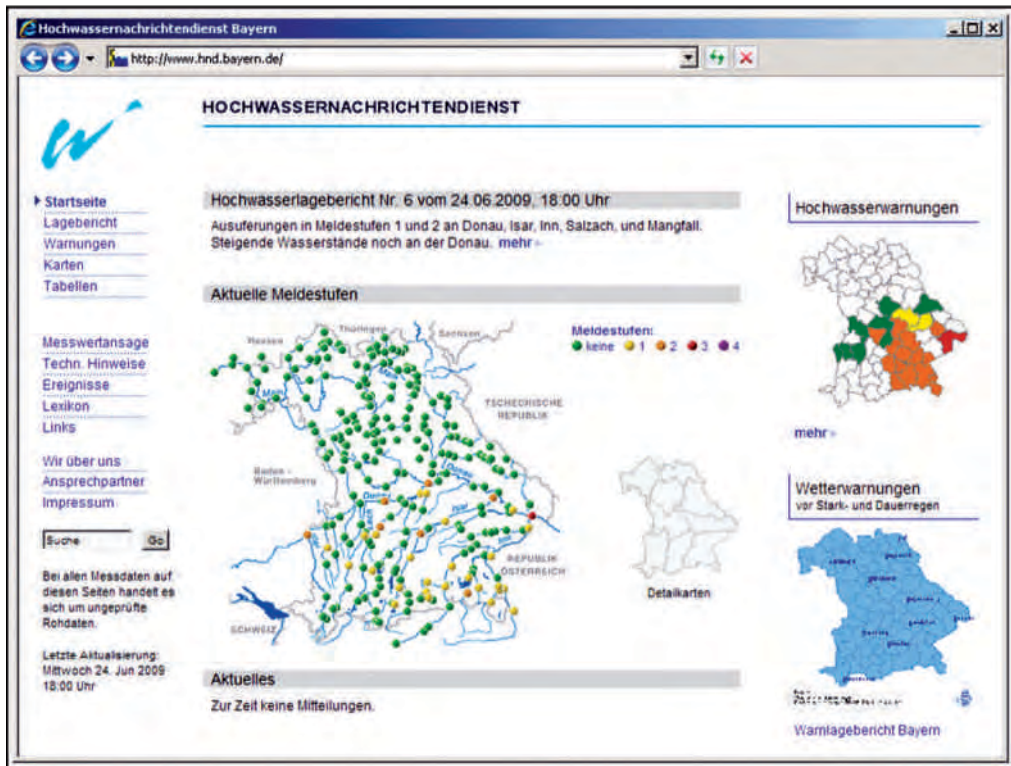 Hochwassernachrichtendienst Bayern
http://www.hnd.bayern.de/
HOCHWASSERNACHRICHTENDIENST
Startseite
Lagebericht
Warnungen
Karten
Tabellen
Messwertansage
Techn. Hinweise
Ereignisse
Lexikon
Links
Wir über uns
Ansprechpartner
Impressum
Suche Go
Bei allen Messdaten auf
diesen Seiten handelt es
sich um ungeprüfte
Rohdaten.
Letzte Aktualisierung:
Mittwoch 24. Jun 2009
18:00 Uhr
Hochwasserlagebericht Nr. 6 vom 24.06.2009, 18:00 Uhr
Ausuferungen in Meldestufen 1 und 2 an Donau, Isar, Inn, Salzach, und Mangfall.
Steigende Wasserstände noch an der Donau. mehr »
Aktuelle Meldestufen
Meldestufen:
keine 1 2 3 4
Hessen
Thüringen
Sachsen
Main
Main
TSCHECHISCHE
REPUBLIK
Baden -
Württemberg
Donau
Donau
Isar
Lech
Inn
REPUBLIK
ÖSTERREICH
SCHWEIZ
Detailkarten
Aktuelles
Zur Zeit keine Mitteilungen.
Hochwasserwarnungen
mehr »
Wetterwarnungen
vor Stark- und Dauerregen
Warnlagebericht Bayern